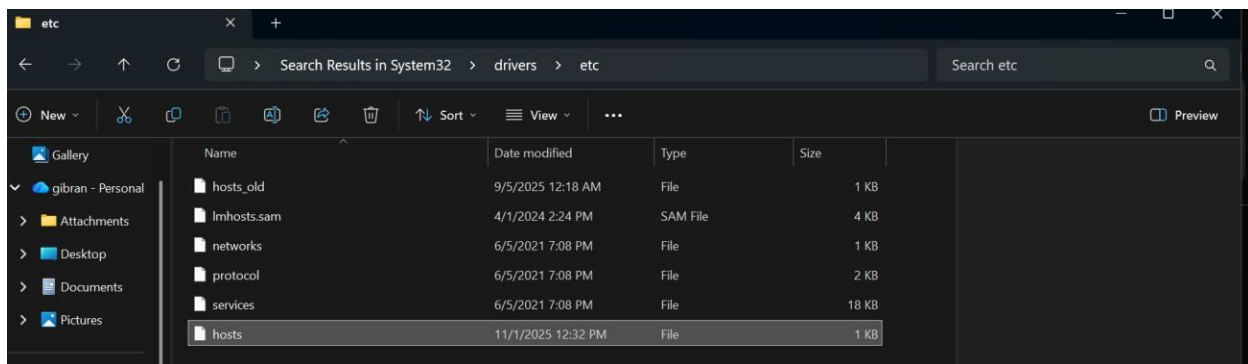 etc
Search Results in System32 > drivers > etc
Search etc
New
Sort
View
Preview
Gallery
Name Date modified Type Size
gibran - Personal
hosts_old 9/5/2025 12:18 AM File 1 KB
Attachments
lmhosts.sam 4/1/2024 2:24 PM SAM File 4 KB
Desktop
networks 6/5/2021 7:08 PM File 1 KB
Documents
protocol 6/5/2021 7:08 PM File 2 KB
Pictures
services 6/5/2021 7:08 PM File 18 KB
hosts 11/1/2025 12:32 PM File 1 KB